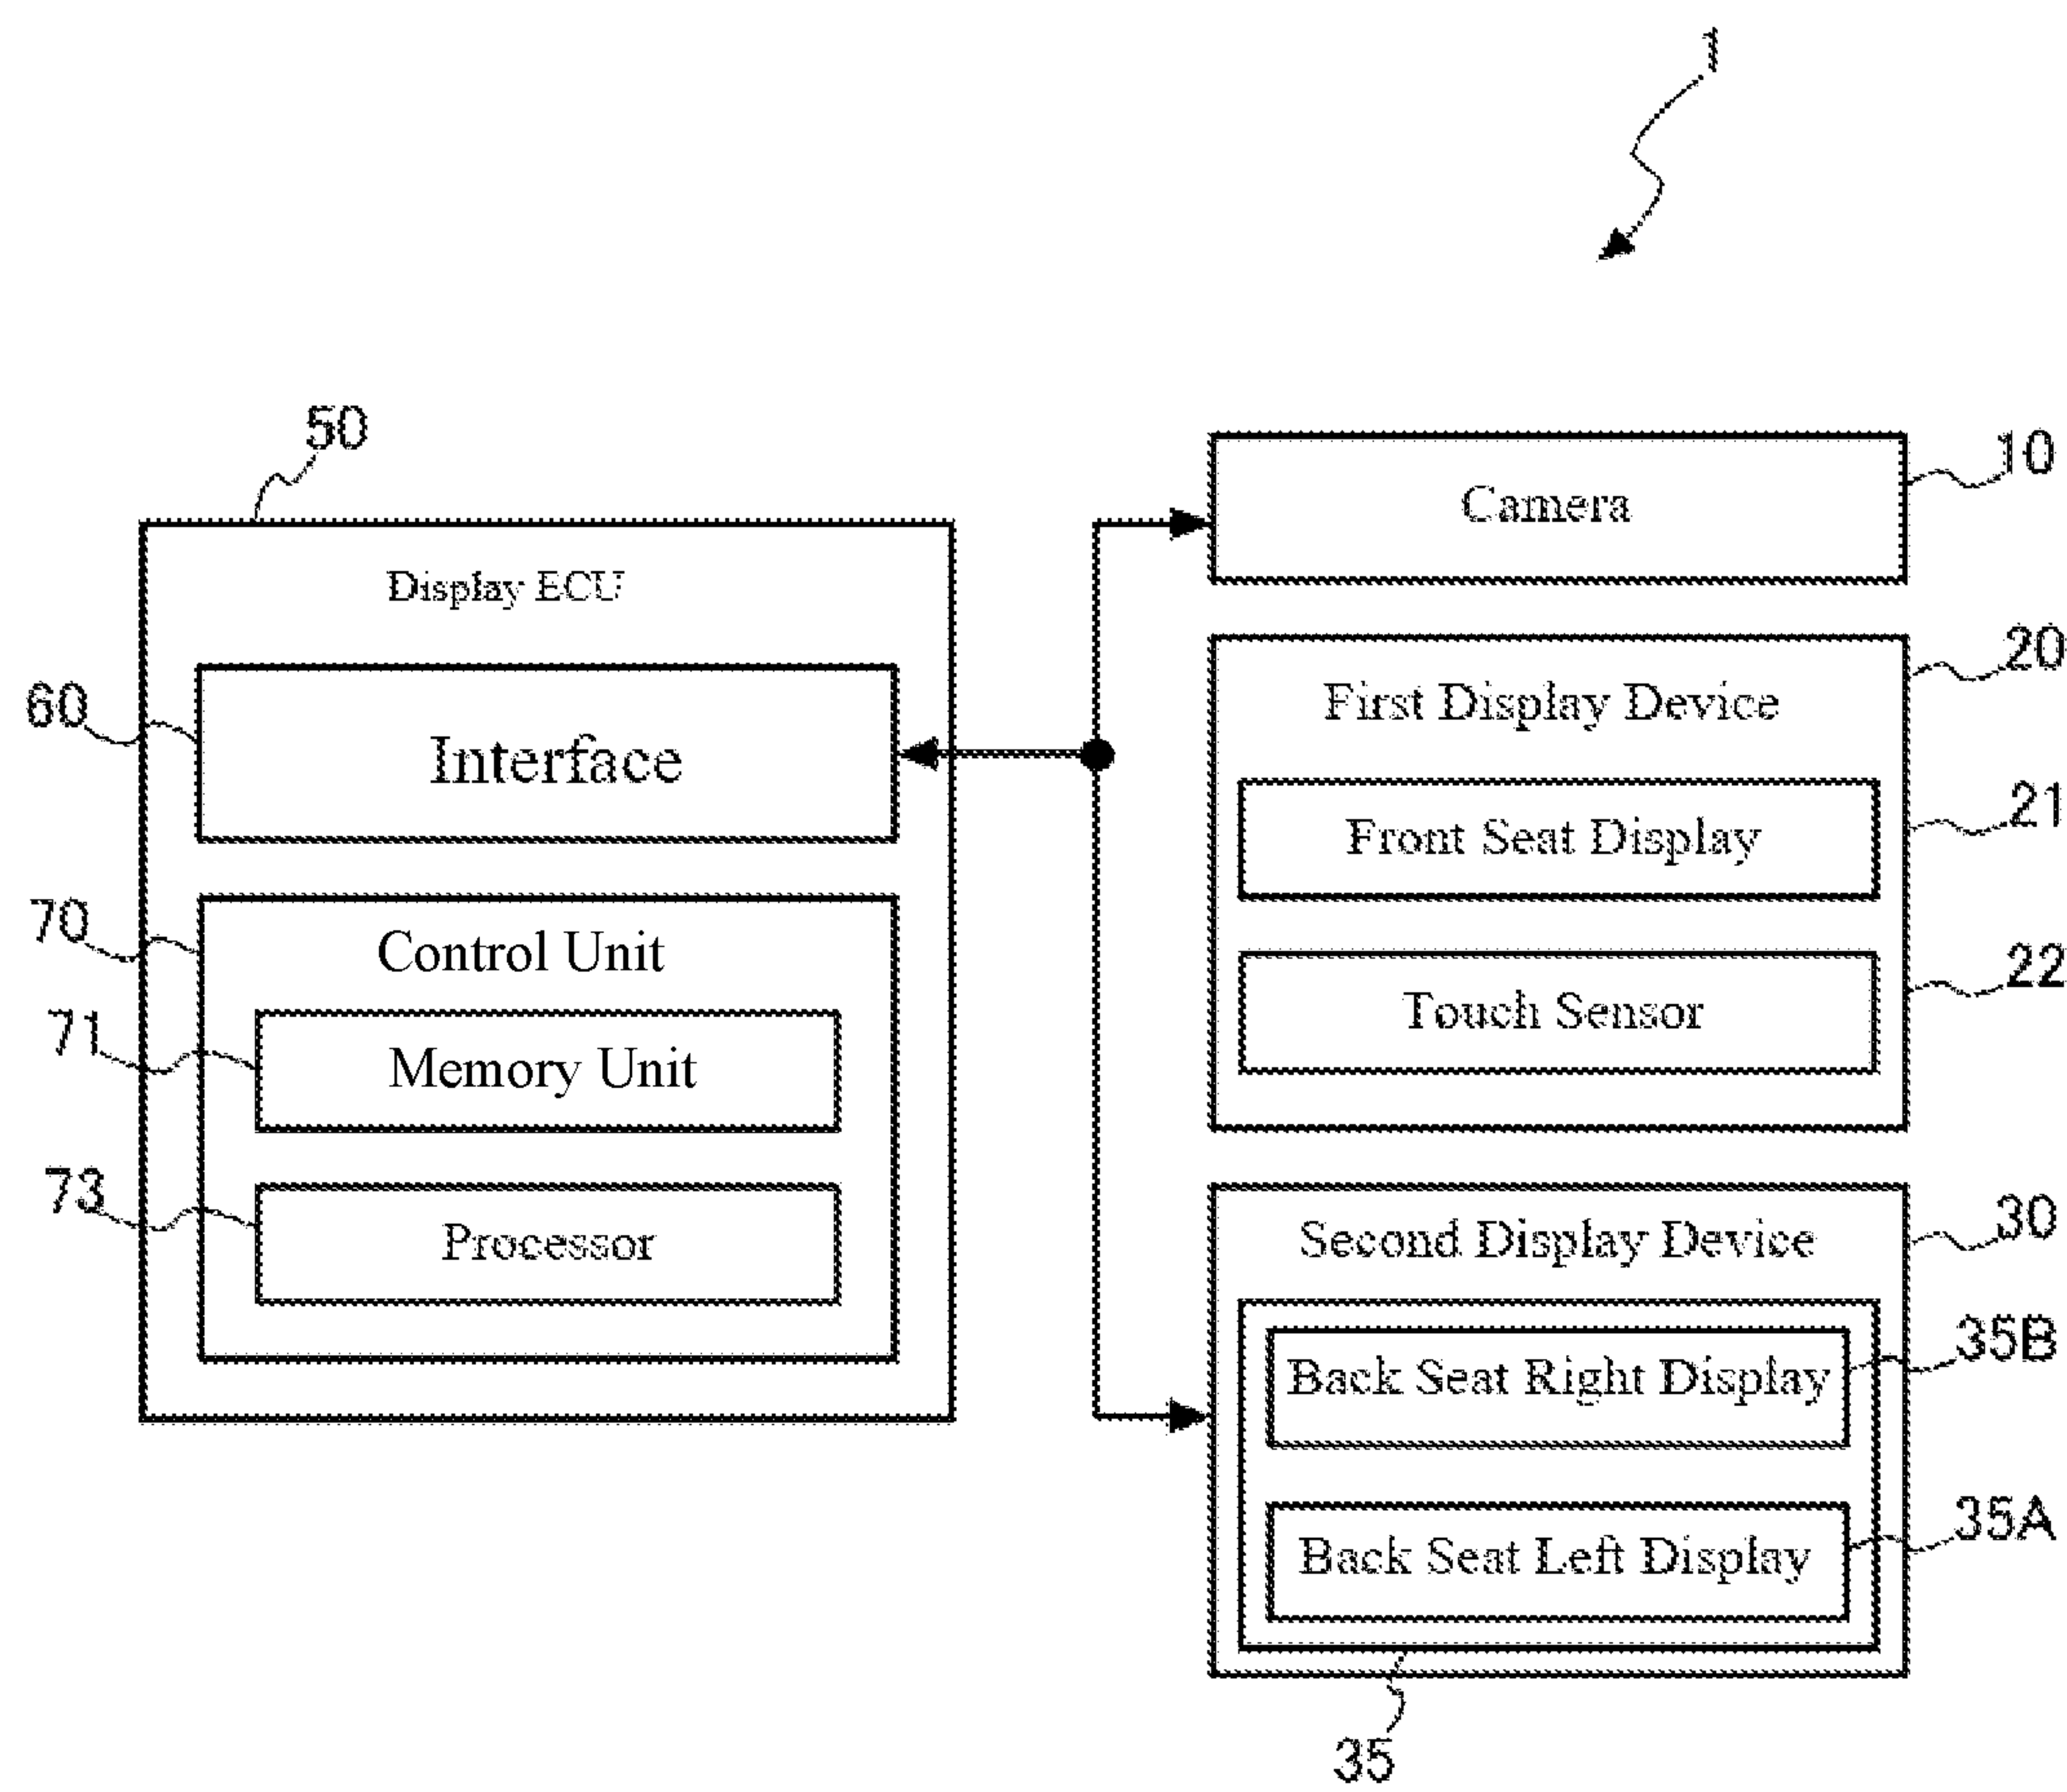 1
50
Display ECU
60
Interface
70
Control Unit
71
Memory Unit
73
Processor
10
Camera
20
First Display Device
21
Front Seat Display
22
Touch Sensor
30
Second Display Device
35B
Back Seat Right Display
35A
Back Seat Left Display
35